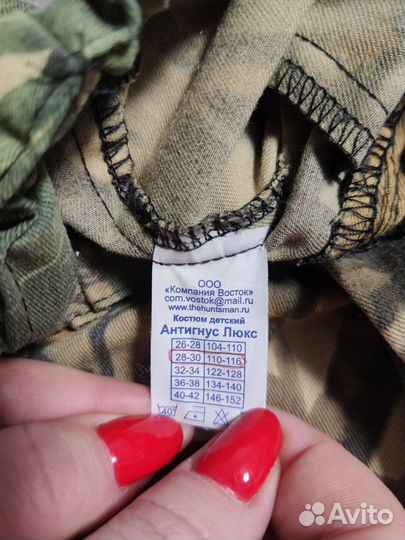 ООО
«Компания Восток»
com.vostok@mail.ru
www.thehuntsman.ru
Костюм детский
Антигнус Люкс
26-28 104-110
28-30 110-116
32-34 122-128
36-38 134-140
40-42 146-152
40°
Avito